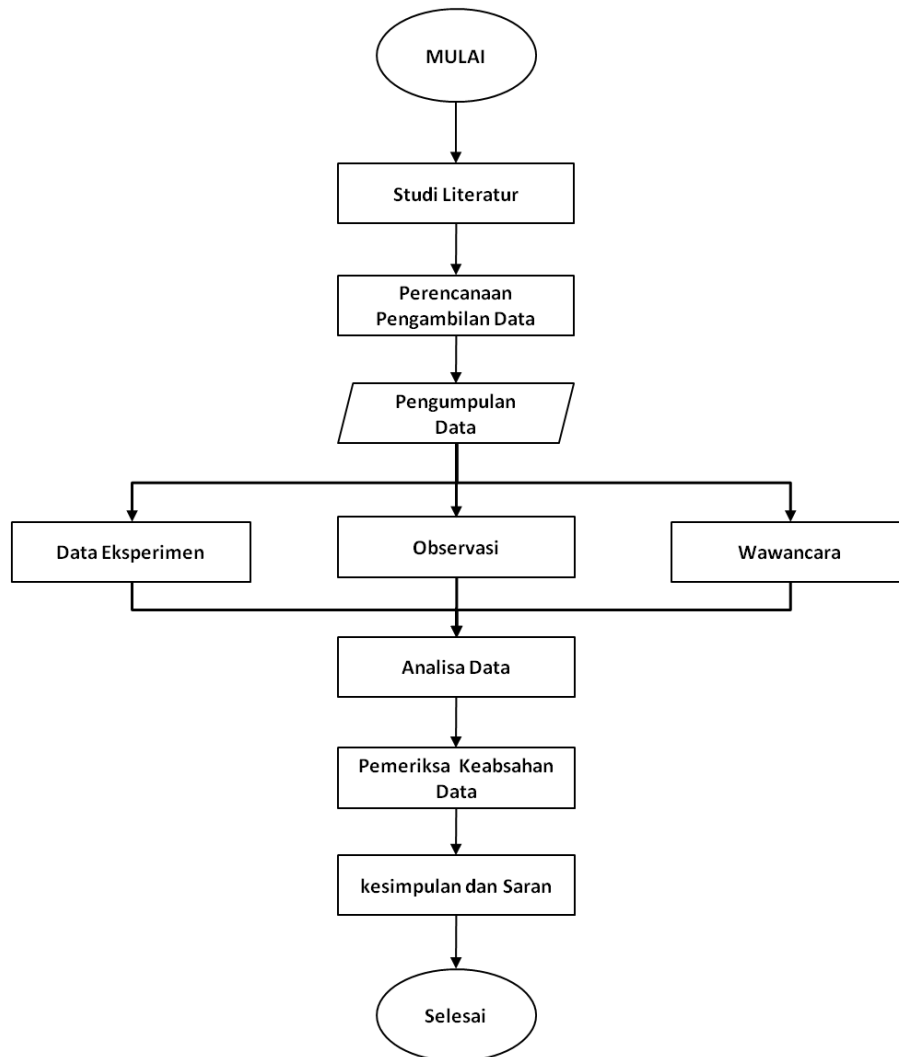 MULAI
Studi Literatur
Perencanaan
Pengambilan Data
Pengumpulan
Data
Data Eksperimen
Observasi
Wawancara
Analisa Data
Pemeriksa Keabsahan
Data
kesimpulan dan Saran
Selesai